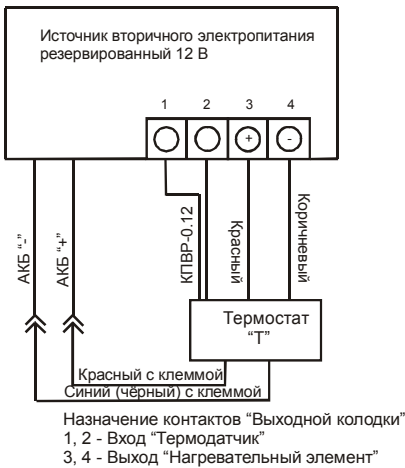 Источник вторичного электропитания
резервированный 12 В
1 2 3 4
+ -
АКБ “-”
АКБ “+”
КПВР-0.12
Красный
Коричневый
Термостат
“Т”
Красный с клеммой
Синий (чёрный) с клеммой
Назначение контактов “Выходной колодки”
1, 2 - Вход “Термодатчик”
3, 4 - Выход “Нагревательный элемент”